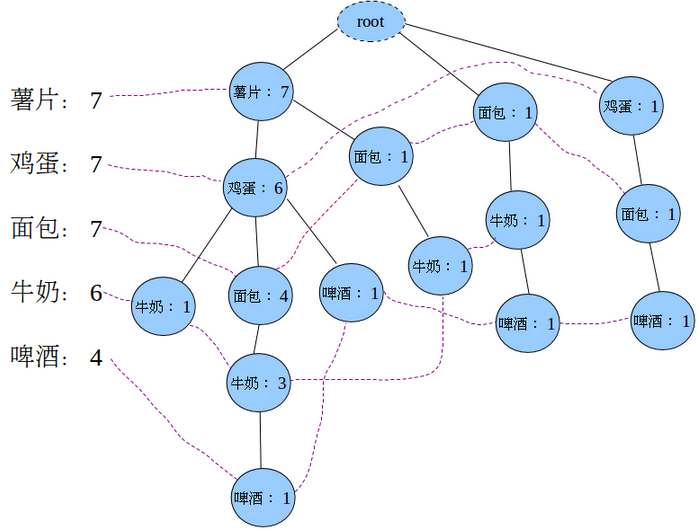 root
薯片： 7
薯片：7
面包：1
鸡蛋：1
鸡蛋： 7
鸡蛋：6
面包：1
面包：1
面包： 7
牛奶：1
牛奶：1
牛奶： 6
牛奶：1
面包：4
啤酒：1
啤酒：1
啤酒：1
啤酒： 4
牛奶：3
啤酒：1